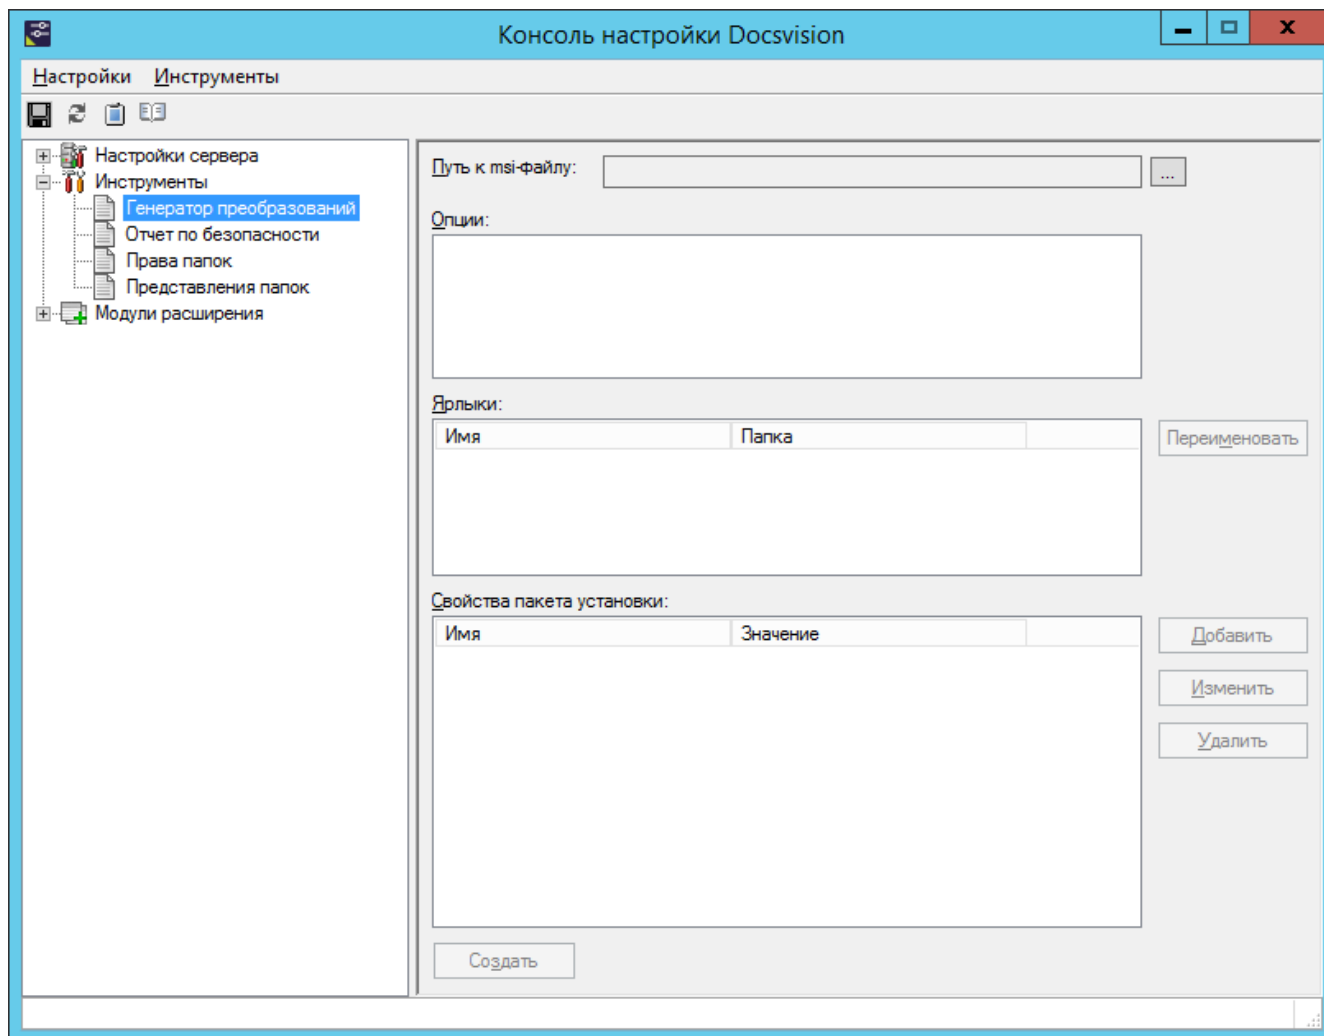 Консоль настройки Docsvision
Настройки Инструменты
Настройки сервера
Инструменты
Генератор преобразований
Отчет по безопасности
Права папок
Представления папок
Модули расширения
Путь к msi-файлу:
...
Опции:
Ярлыки:
Имя Папка
Переименовать
Свойства пакета установки:
Имя Значение
Добавить
Изменить
Удалить
Создать